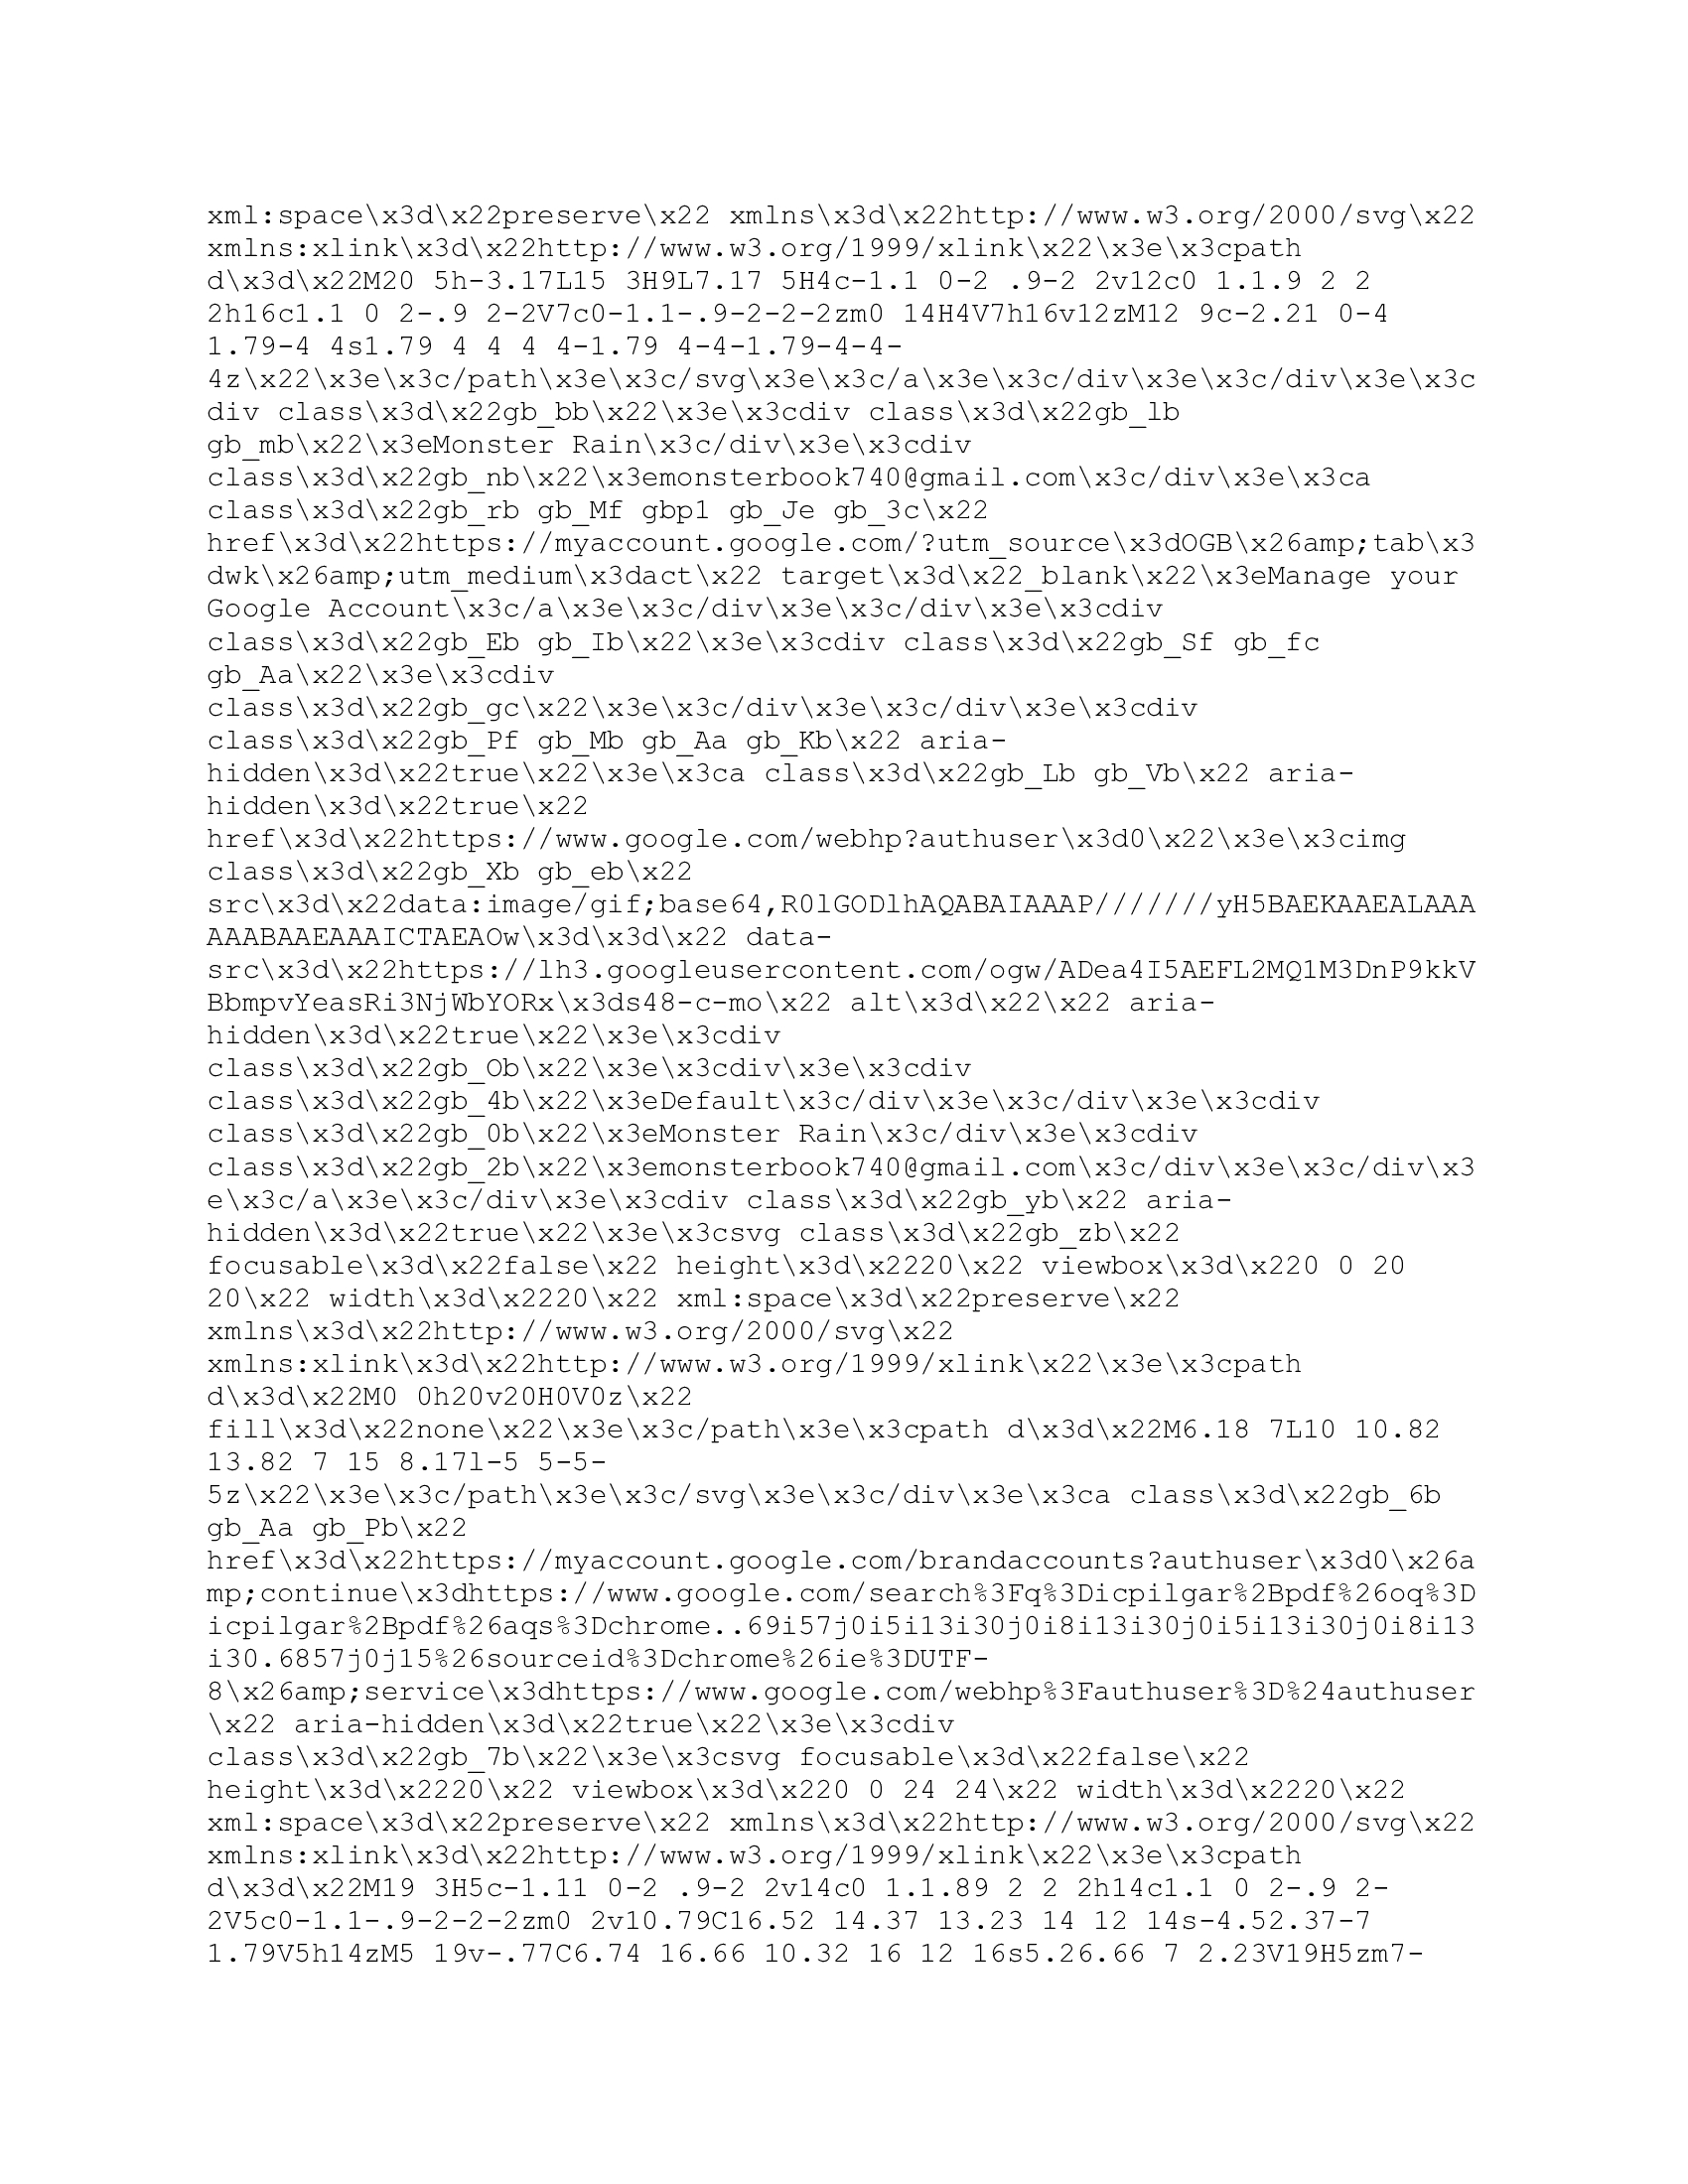 xml:space\x3d\x22preserve\x22 xmlns\x3d\x22http://www.w3.org/2000/svg\x22
xmlns:xlink\x3d\x22http://www.w3.org/1999/xlink\x22\x3e\x3cpath
d\x3d\x22M20 5h-3.17L15 3H9L7.17 5H4c-1.1 0-2 .9-2 2v12c0 1.1.9 2 2
2h16c1.1 0 2-.9 2-2V7c0-1.1-.9-2-2-2zm0 14H4V7h16v12zM12 9c-2.21 0-4
1.79-4 4s1.79 4 4 4 4-1.79 4-4-1.79-4-4-
4z\x22\x3e\x3c/path\x3e\x3c/svg\x3e\x3c/a\x3e\x3c/div\x3e\x3c/div\x3e\x3c
div class\x3d\x22gb_bb\x22\x3e\x3cdiv class\x3d\x22gb_lb
gb_mb\x22\x3eMonster Rain\x3c/div\x3e\x3cdiv
class\x3d\x22gb_nb\x22\x3emonsterbook740@gmail.com\x3c/div\x3e\x3ca
class\x3d\x22gb_rb gb_Mf gbp1 gb_Je gb_3c\x22
href\x3d\x22https://myaccount.google.com/?utm_source\x3dOGB\x26amp;tab\x3
dwk\x26amp;utm_medium\x3dact\x22 target\x3d\x22_blank\x22\x3eManage your
Google Account\x3c/a\x3e\x3c/div\x3e\x3c/div\x3e\x3cdiv
class\x3d\x22gb_Eb gb_Ib\x22\x3e\x3cdiv class\x3d\x22gb_Sf gb_fc
gb_Aa\x22\x3e\x3cdiv
class\x3d\x22gb_gc\x22\x3e\x3c/div\x3e\x3c/div\x3e\x3cdiv
class\x3d\x22gb_Pf gb_Mb gb_Aa gb_Kb\x22 aria-
hidden\x3d\x22true\x22\x3e\x3ca class\x3d\x22gb_Lb gb_Vb\x22 aria-
hidden\x3d\x22true\x22
href\x3d\x22https://www.google.com/webhp?authuser\x3d0\x22\x3e\x3cimg
class\x3d\x22gb_Xb gb_eb\x22
src\x3d\x22data:image/gif;base64,R0lGODlhAQABAIAAAP///////yH5BAEKAAEALAAA
AAABAAEAAAICTAEAOw\x3d\x3d\x22 data-
src\x3d\x22https://lh3.googleusercontent.com/ogw/ADea4I5AEFL2MQ1M3DnP9kkV
BbmpvYeasRi3NjWbYORx\x3ds48-c-mo\x22 alt\x3d\x22\x22 aria-
hidden\x3d\x22true\x22\x3e\x3cdiv
class\x3d\x22gb_Ob\x22\x3e\x3cdiv\x3e\x3cdiv
class\x3d\x22gb_4b\x22\x3eDefault\x3c/div\x3e\x3c/div\x3e\x3cdiv
class\x3d\x22gb_0b\x22\x3eMonster Rain\x3c/div\x3e\x3cdiv
class\x3d\x22gb_2b\x22\x3emonsterbook740@gmail.com\x3c/div\x3e\x3c/div\x3
e\x3c/a\x3e\x3c/div\x3e\x3cdiv class\x3d\x22gb_yb\x22 aria-
hidden\x3d\x22true\x22\x3e\x3csvg class\x3d\x22gb_zb\x22
focusable\x3d\x22false\x22 height\x3d\x2220\x22 viewbox\x3d\x220 0 20
20\x22 width\x3d\x2220\x22 xml:space\x3d\x22preserve\x22
xmlns\x3d\x22http://www.w3.org/2000/svg\x22
xmlns:xlink\x3d\x22http://www.w3.org/1999/xlink\x22\x3e\x3cpath
d\x3d\x22M0 0h20v20H0V0z\x22
fill\x3d\x22none\x22\x3e\x3c/path\x3e\x3cpath d\x3d\x22M6.18 7L10 10.82
13.82 7 15 8.17l-5 5-5-
5z\x22\x3e\x3c/path\x3e\x3c/svg\x3e\x3c/div\x3e\x3ca class\x3d\x22gb_6b
gb_Aa gb_Pb\x22
href\x3d\x22https://myaccount.google.com/brandaccounts?authuser\x3d0\x26a
mp;continue\x3dhttps://www.google.com/search%3Fq%3Dicpilgar%2Bpdf%26oq%3D
icpilgar%2Bpdf%26aqs%3Dchrome..69i57j0i5i13i30j0i8i13i30j0i5i13i30j0i8i13
i30.6857j0j15%26sourceid%3Dchrome%26ie%3DUTF-
8\x26amp;service\x3dhttps://www.google.com/webhp%3Fauthuser%3D%24authuser
\x22 aria-hidden\x3d\x22true\x22\x3e\x3cdiv
class\x3d\x22gb_7b\x22\x3e\x3csvg focusable\x3d\x22false\x22
height\x3d\x2220\x22 viewbox\x3d\x220 0 24 24\x22 width\x3d\x2220\x22
xml:space\x3d\x22preserve\x22 xmlns\x3d\x22http://www.w3.org/2000/svg\x22
xmlns:xlink\x3d\x22http://www.w3.org/1999/xlink\x22\x3e\x3cpath
d\x3d\x22M19 3H5c-1.11 0-2 .9-2 2v14c0 1.1.89 2 2 2h14c1.1 0 2-.9 2-
2V5c0-1.1-.9-2-2-2zm0 2v10.79C16.52 14.37 13.23 14 12 14s-4.52.37-7
1.79V5h14zM5 19v-.77C6.74 16.66 10.32 16 12 16s5.26.66 7 2.23V19H5zm7-